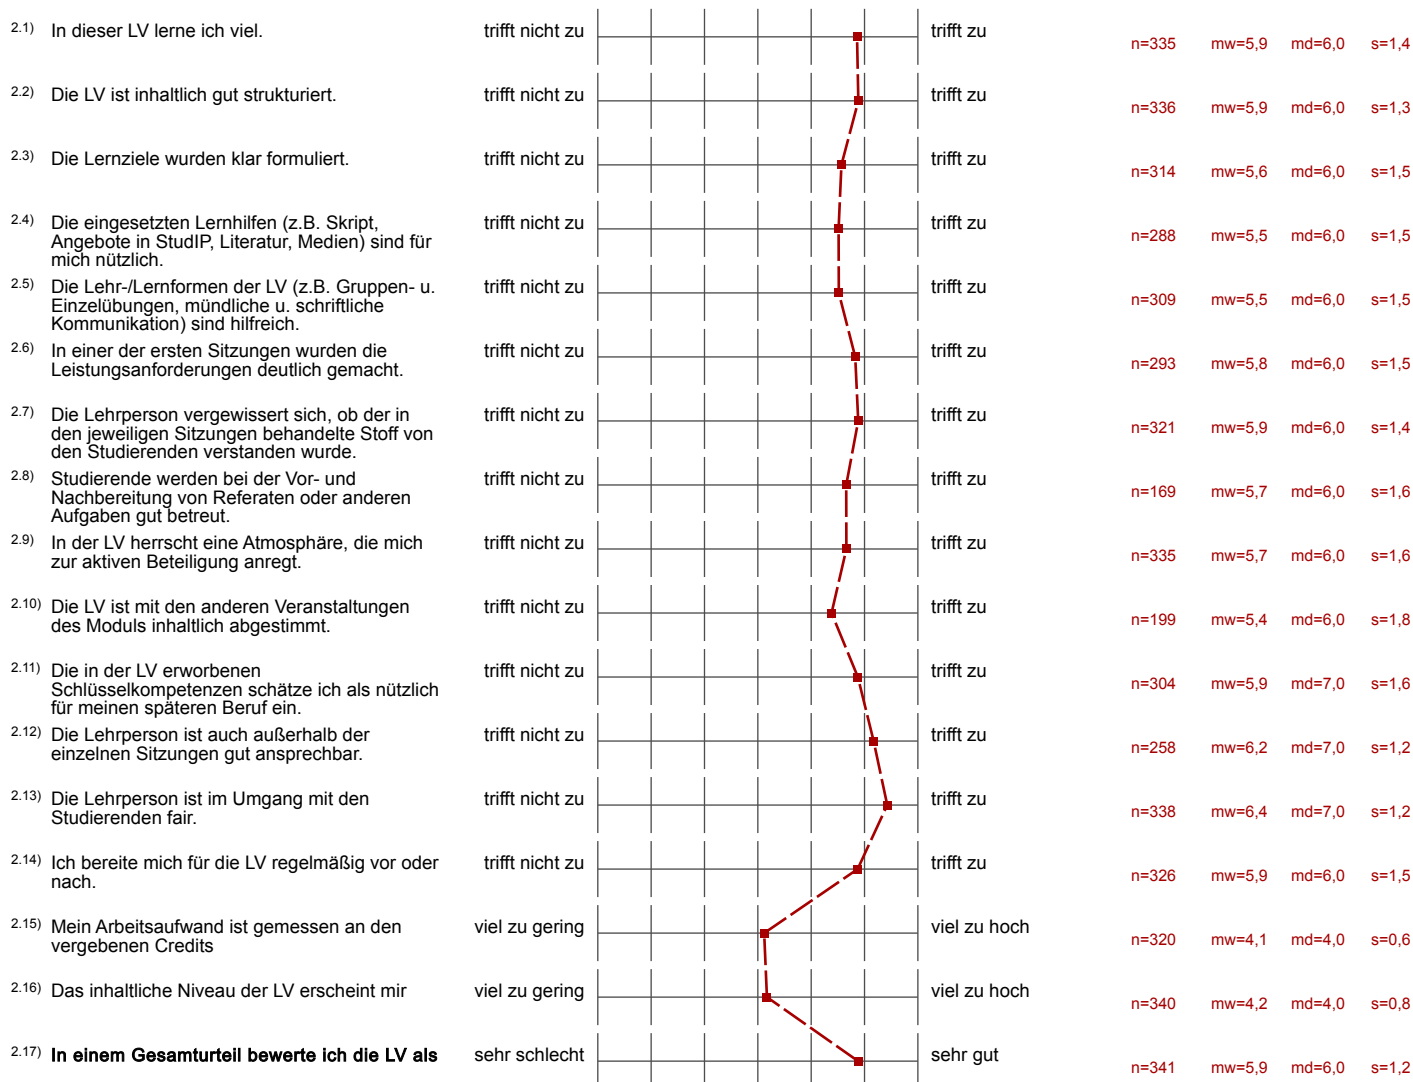 2.1) In dieser LV lerne ich viel. trifft nicht zu trifft zu n=335 mw=5,9 md=6,0 s=1,4
2.2) Die LV ist inhaltlich gut strukturiert. trifft nicht zu trifft zu n=336 mw=5,9 md=6,0 s=1,3
2.3) Die Lernziele wurden klar formuliert. trifft nicht zu trifft zu n=314 mw=5,6 md=6,0 s=1,5
2.4) Die eingesetzten Lernhilfen (z.B. Skript, trifft nicht zu trifft zu n=288 mw=5,5 md=6,0 s=1,5
Angebote in StudIP, Literatur, Medien) sind für
mich nützlich.
2.5) Die Lehr-/Lernformen der LV (z.B. Gruppen- u. trifft nicht zu trifft zu n=309 mw=5,5 md=6,0 s=1,5
Einzelübungen, mündliche u. schriftliche
Kommunikation) sind hilfreich.
2.6) In einer der ersten Sitzungen wurden die trifft nicht zu trifft zu n=293 mw=5,8 md=6,0 s=1,5
Leistungsanforderungen deutlich gemacht.
2.7) Die Lehrperson vergewissert sich, ob der in trifft nicht zu trifft zu n=321 mw=5,9 md=6,0 s=1,4
den jeweiligen Sitzungen behandelte Stoff von
den Studierenden verstanden wurde.
2.8) Studierende werden bei der Vor- und trifft nicht zu trifft zu n=169 mw=5,7 md=6,0 s=1,6
Nachbereitung von Referaten oder anderen
Aufgaben gut betreut.
2.9) In der LV herrscht eine Atmosphäre, die mich trifft nicht zu trifft zu n=335 mw=5,7 md=6,0 s=1,6
zur aktiven Beteiligung anregt.
2.10) Die LV ist mit den anderen Veranstaltungen trifft nicht zu trifft zu n=199 mw=5,4 md=6,0 s=1,8
des Moduls inhaltlich abgestimmt.
2.11) Die in der LV erworbenen trifft nicht zu trifft zu n=304 mw=5,9 md=7,0 s=1,6
Schlüsselkompetenzen schätze ich als nützlich
für meinen späteren Beruf ein.
2.12) Die Lehrperson ist auch außerhalb der trifft nicht zu trifft zu n=258 mw=6,2 md=7,0 s=1,2
einzelnen Sitzungen gut ansprechbar.
2.13) Die Lehrperson ist im Umgang mit den trifft nicht zu trifft zu n=338 mw=6,4 md=7,0 s=1,2
Studierenden fair.
2.14) Ich bereite mich für die LV regelmäßig vor oder trifft nicht zu trifft zu n=326 mw=5,9 md=6,0 s=1,5
nach.
2.15) Mein Arbeitsaufwand ist gemessen an den viel zu gering viel zu hoch n=320 mw=4,1 md=4,0 s=0,6
vergebenen Credits
2.16) Das inhaltliche Niveau der LV erscheint mir viel zu gering viel zu hoch n=340 mw=4,2 md=4,0 s=0,8
2.17) In einem Gesamturteil bewerte ich die LV als sehr schlecht sehr gut n=341 mw=5,9 md=6,0 s=1,2